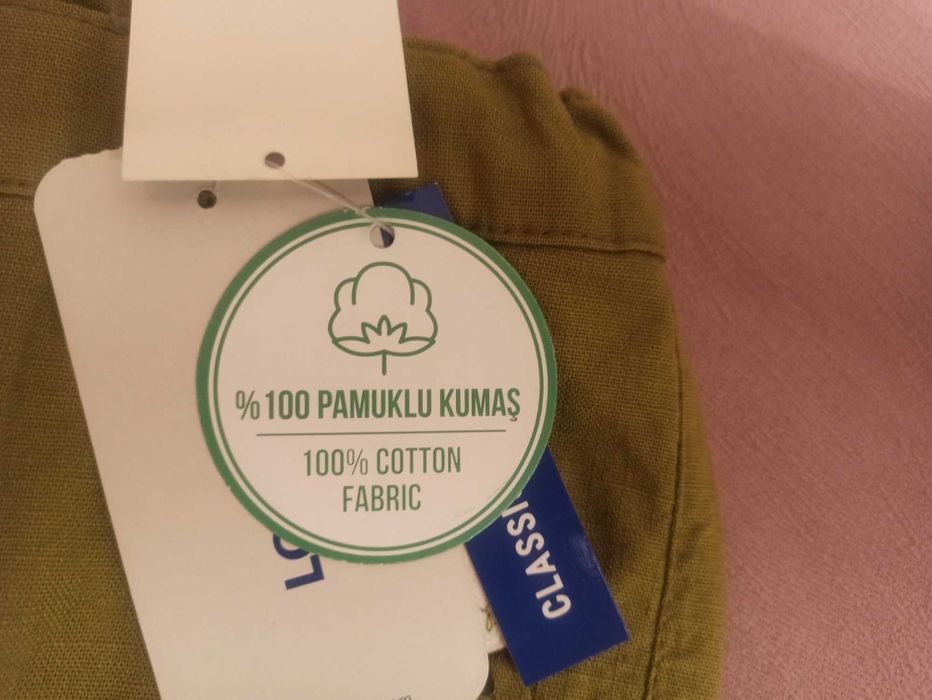 %100 PAMUKLU KUMAŞ
100% COTTON
FABRIC